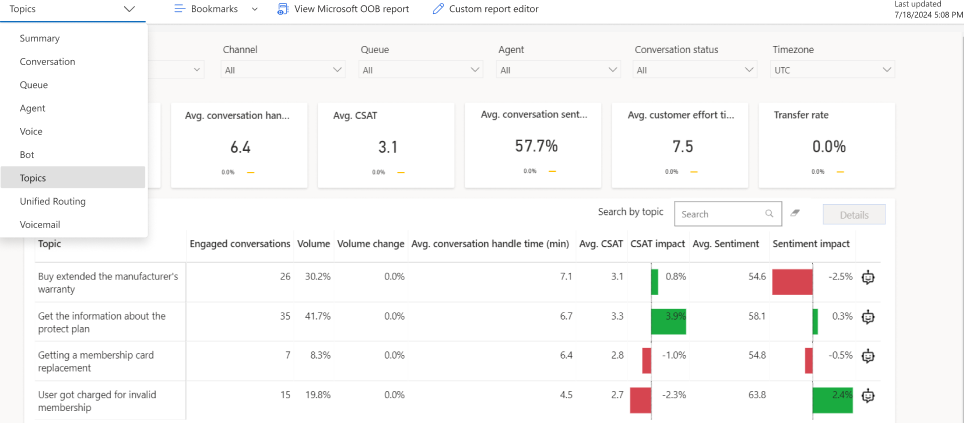 Topics
Bookmarks
View Microsoft OOB report
Custom report editor
Last updated
7/18/2024 5:08 PM
Summary
Conversation
Queue
Agent
Voice
Bot
Topics
Unified Routing
Voicemail
Channel
Queue
Agent
Conversation status
Timezone
All
All
All
All
UTC
Avg. conversation han...
6.4
0.0%
Avg. CSAT
3.1
0.0%
Avg. conversation sent...
57.7%
0.0%
Avg. customer effort ti...
7.5
0.0%
Transfer rate
0.0%
0.0%
Search by topic
Search
Details
Topic Engaged conversations Volume Volume change Avg. conversation handle time (min) Avg. CSAT CSAT impact Avg. Sentiment Sentiment impact
Buy extended the manufacturer's
warranty
26 30.2% 0.0% 7.1 3.1 0.8% 54.6 -2.5%
Get the information about the
protect plan
35 41.7% 0.0% 6.7 3.3 3.9% 58.1 0.3%
Getting a membership card
replacement
7 8.3% 0.0% 6.4 2.8 -1.0% 54.8 -0.5%
User got charged for invalid
membership
15 19.8% 0.0% 4.5 2.7 -2.3% 63.8 2.4%